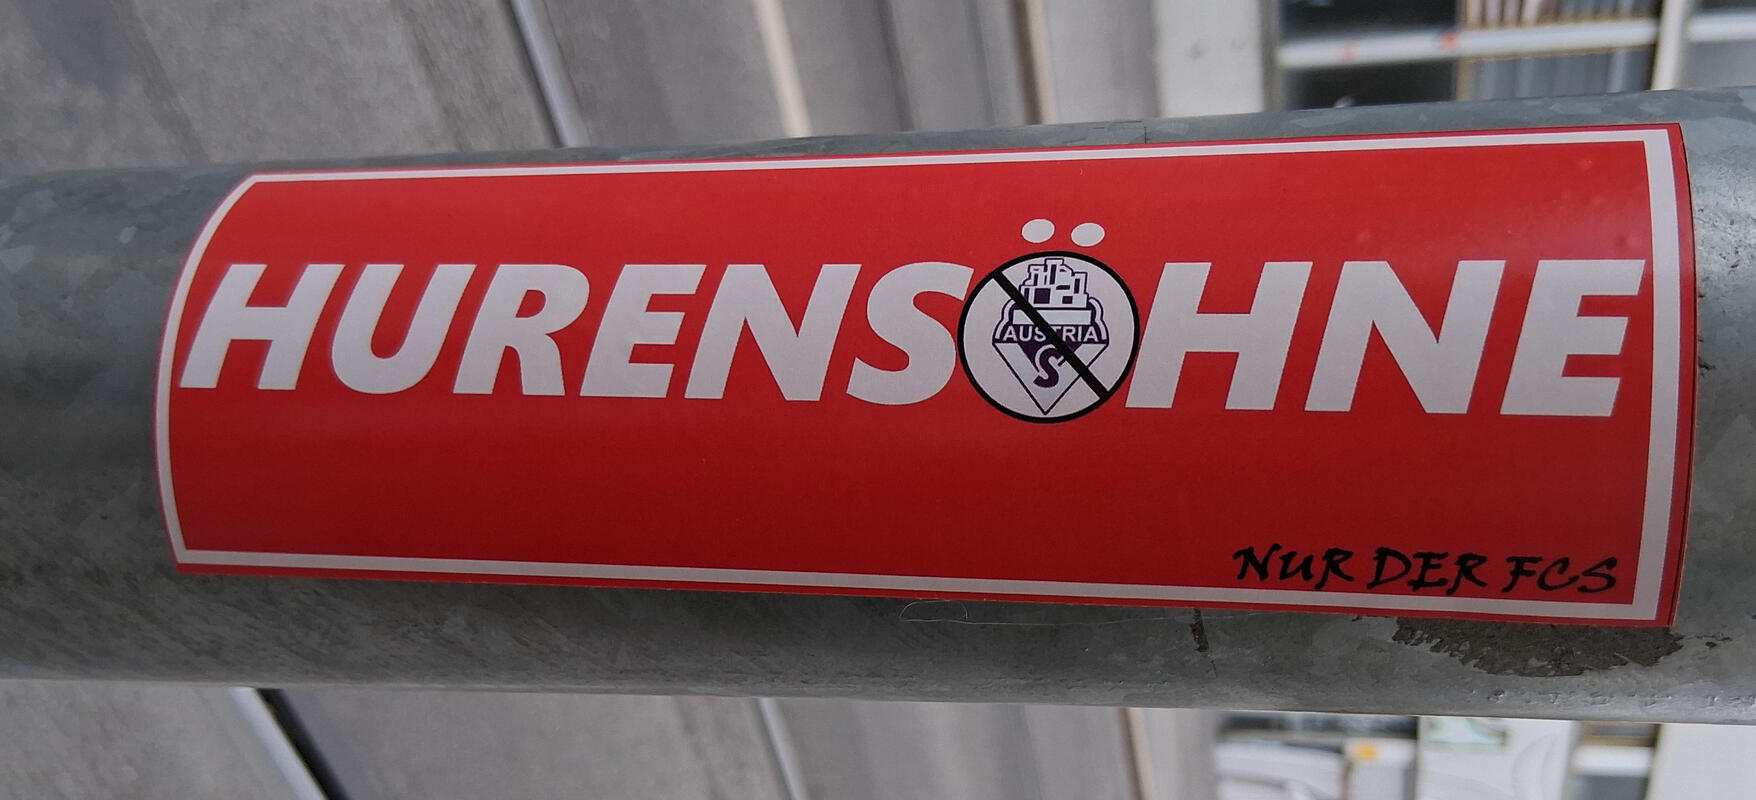 HURENSÖHNE
AUSTRIA
S
NUR DER FCS